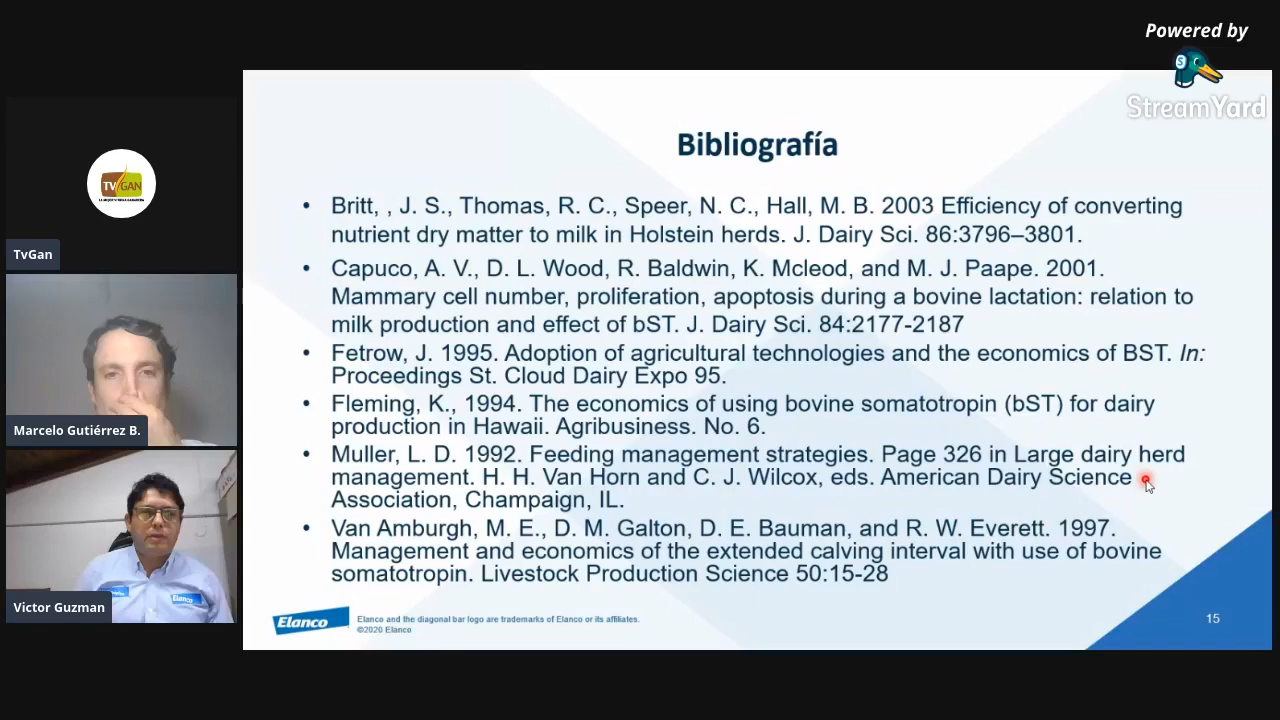 Powered by
StreamYard
TV GAN
TvGan
Marcelo Gutiérrez B.
Victor Guzman
Elanco
Bibliografía
• Britt, , J. S., Thomas, R. C., Speer, N. C., Hall, M. B. 2003 Efficiency of converting
nutrient dry matter to milk in Holstein herds. J. Dairy Sci. 86:3796–3801.
• Capuco, A. V., D. L. Wood, R. Baldwin, K. Mcleod, and M. J. Paape. 2001.
Mammary cell number, proliferation, apoptosis during a bovine lactation: relation to
milk production and effect of bST. J. Dairy Sci. 84:2177-2187
• Fetrow, J. 1995. Adoption of agricultural technologies and the economics of BST. In:
Proceedings St. Cloud Dairy Expo 95.
• Fleming, K., 1994. The economics of using bovine somatotropin (bST) for dairy
production in Hawaii. Agribusiness. No. 6.
• Muller, L. D. 1992. Feeding management strategies. Page 326 in Large dairy herd
management. H. H. Van Horn and C. J. Wilcox, eds. American Dairy Science
Association, Champaign, IL.
• Van Amburgh, M. E., D. M. Galton, D. E. Bauman, and R. W. Everett. 1997.
Management and economics of the extended calving interval with use of bovine
somatotropin. Livestock Production Science 50:15-28
Elanco
Elanco and the diagonal bar logo are trademarks of Elanco or its affiliates.
©2020 Elanco
15